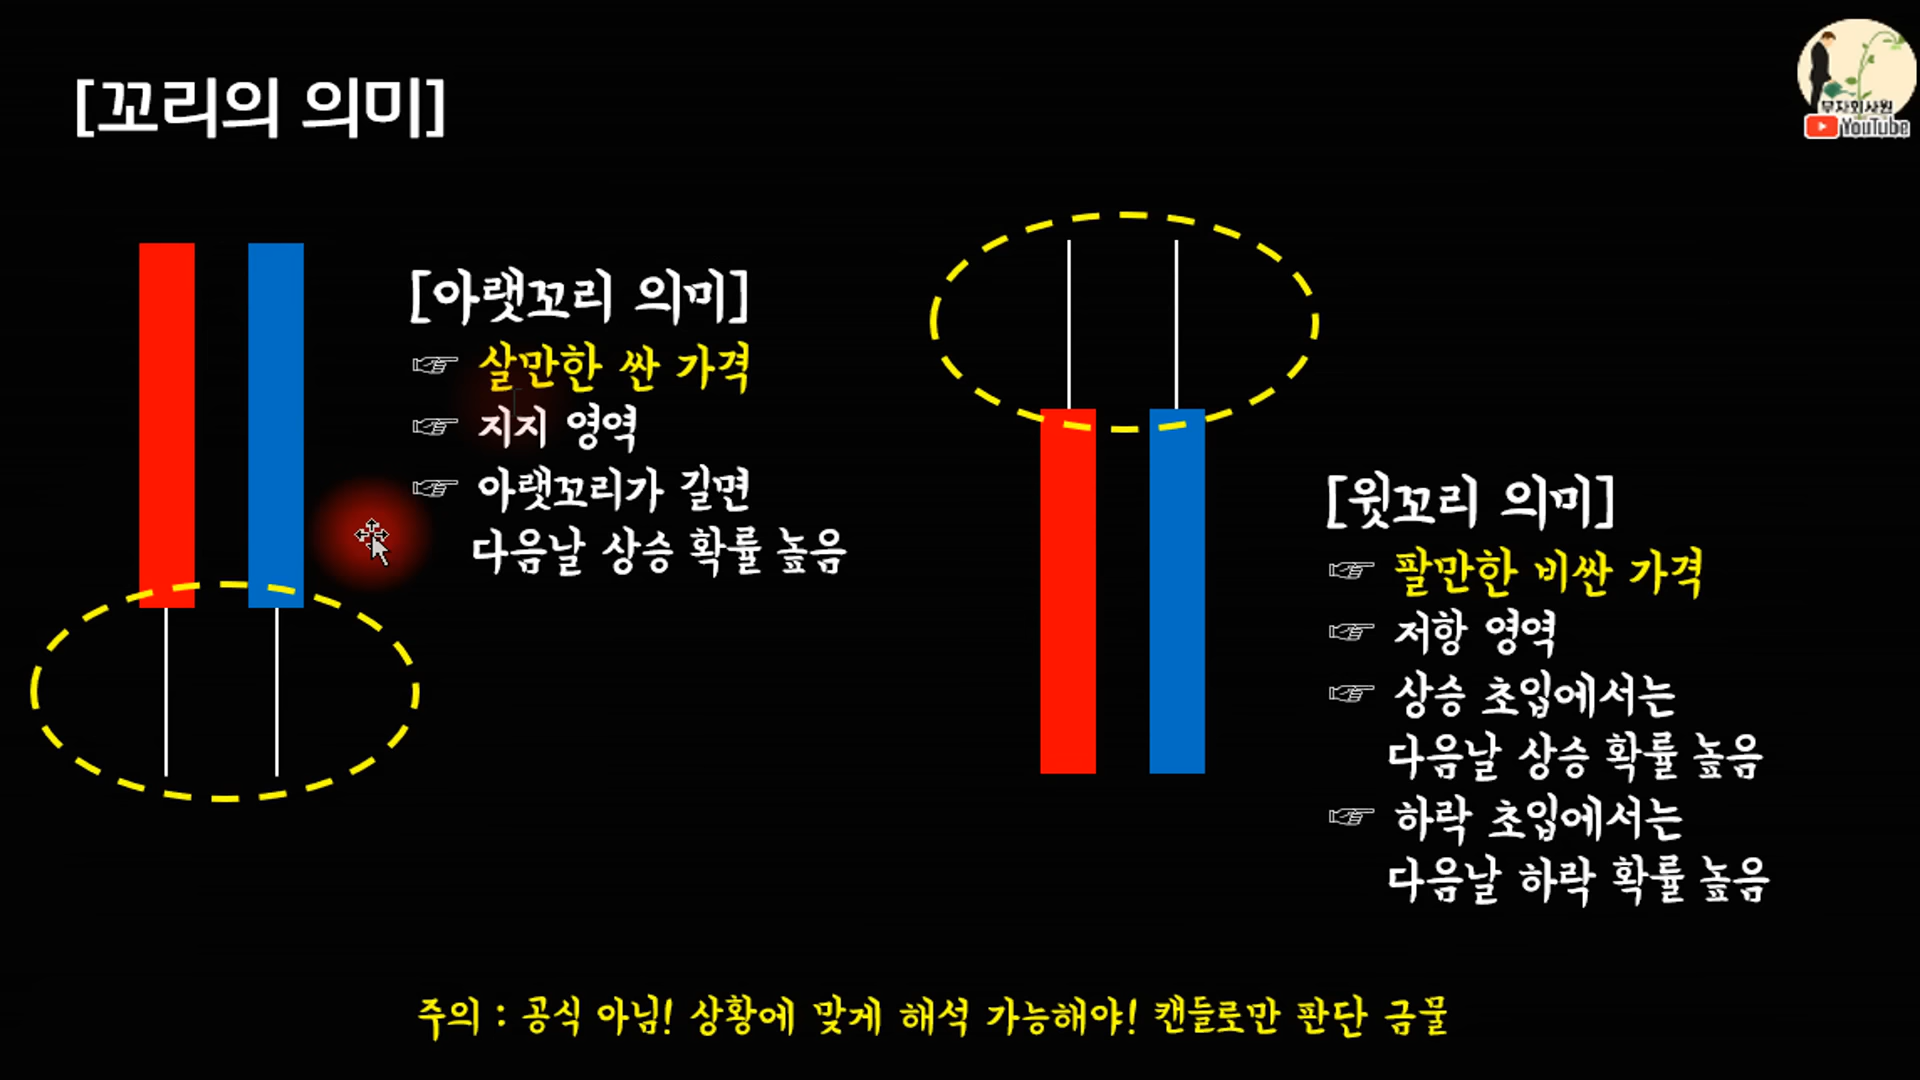 [꼬리의 의미]
부자회사원
YouTube
[아랫꼬리 의미]
☞ 살만한 싼 가격
☞ 지지 영역
☞ 아랫꼬리가 길면
다음날 상승 확률 높음
[윗꼬리 의미]
☞ 팔만한 비싼 가격
☞ 저항 영역
☞ 상승 초입에서는
다음날 상승 확률 높음
☞ 하락 초입에서는
다음날 하락 확률 높음
주의 : 공식 아님! 상황에 맞게 해석 가능해야! 캔들로만 판단 금물